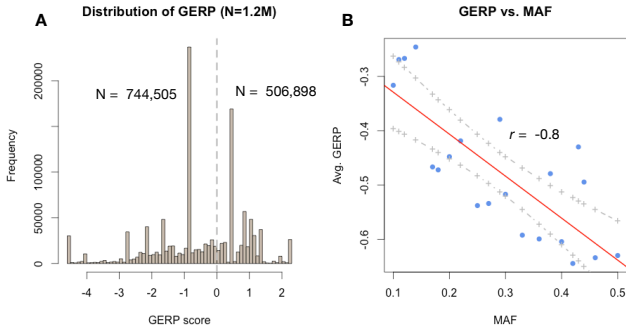 A
Distribution of GERP (N=1.2M)
N = 744,505
N = 506,898
Frequency
200000
100000
50000
0
-4
-3
-2
-1
0
1
2
GERP score
B
GERP vs. MAF
r = -0.8
Avg. GERP
-0.3
-0.4
-0.5
-0.6
0.1
0.2
0.3
0.4
0.5
MAF